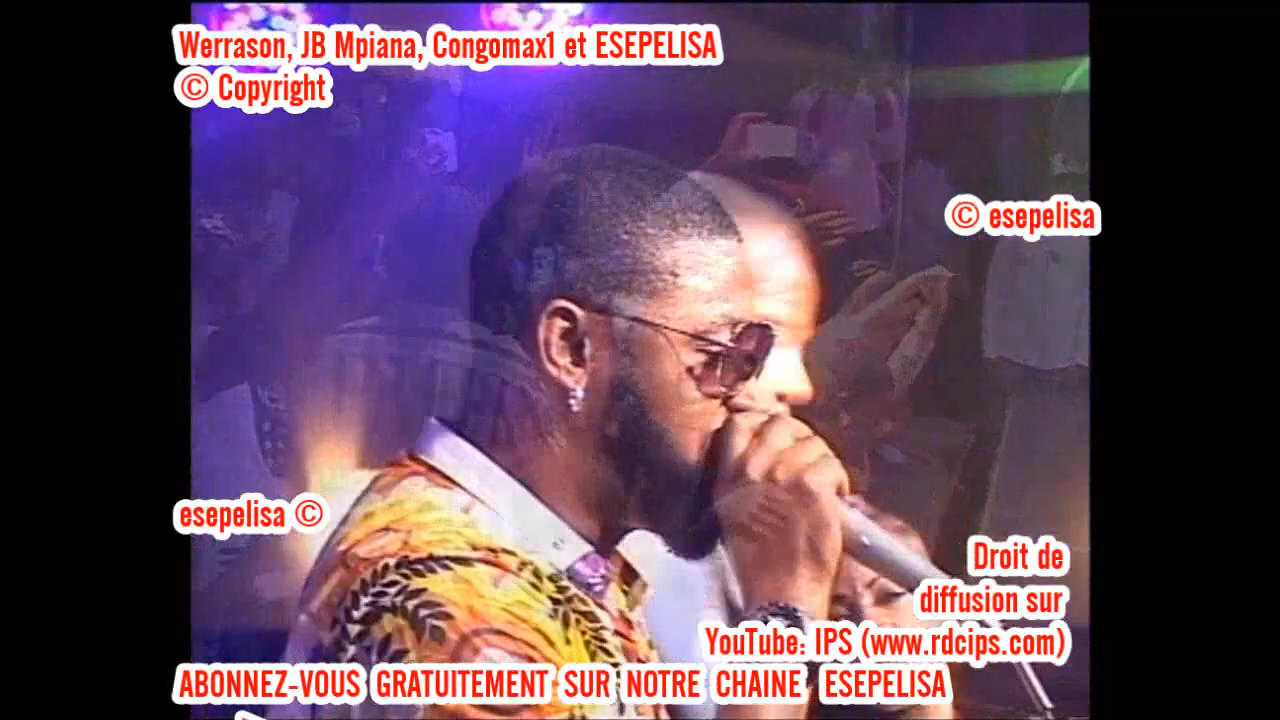 Werrason, JB Mpiana, Congomax1 et ESEPELISA
© Copyright
© esepelisa
esepelisa ©
Droit de
diffusion sur
YouTube: IPS (www.rdcips.com)
ABONNEZ-VOUS GRATUITEMENT SUR NOTRE CHAINE ESEPELISA